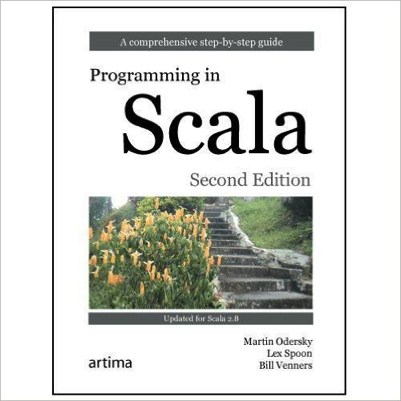 A comprehensive step-by-step guide
Programming in
Scala
Second Edition
Updated for Scala 2.8
Martin Odersky
Lex Spoon
Bill Venners
artima